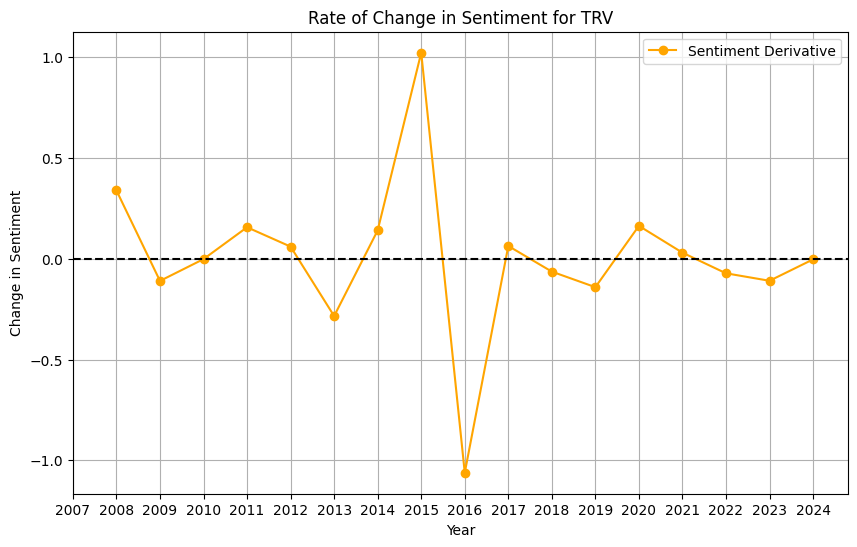 Rate of Change in Sentiment for TRV
Sentiment Derivative
Change in Sentiment
1.0
0.5
0.0
−0.5
−1.0
2007 2008 2009 2010 2011 2012 2013 2014 2015 2016 2017 2018 2019 2020 2021 2022 2023 2024
Year